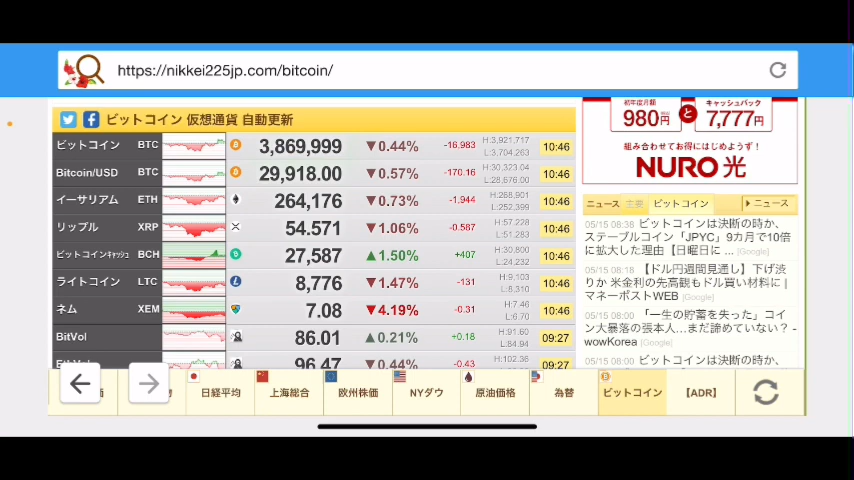 https://nikkei225jp.com/bitcoin/
ビットコイン 仮想通貨 自動更新
ビットコイン BTC 3,869,999 ▼0.44% -16.983 H:3,921,717 L:3,704,263 10:46
Bitcoin/USD BTC 29,918.00 ▼0.57% -170.16 H:30,323.04 L:28,676.00 10:46
イーサリアム ETH 264,176 ▼0.73% -1.944 H:268,901 L:252,399 10:46
リップル XRP 54.571 ▼1.06% -0.587 H:57.228 L:51.283 10:46
ビットコインキャッシュ BCH 27,587 ▲1.50% +407 H:30,800 L:24,232 10:46
ライトコイン LTC 8,776 ▼1.47% -131 H:9,103 L:8,310 10:46
ネム XEM 7.08 ▼4.19% -0.31 H:7.46 L:6.70 10:46
BitVol 86.01 ▲0.21% +0.18 H:91.60 L:84.94 09:27
96.47 ▼0.44% -0.43 H:102.36 09:27
初年度月額
980円
と
キャッシュバック
7,777円
組み合わせてお得にはじめようず!
NURO 光
ニュース 主要 ビットコイン ▶ニュース
05/15 08:38 ビットコインは決断の時か、
ステーブルコイン「JPYC」9カ月で10倍
に拡大した理由【日曜日に ... (Google)
05/15 08:18 【ドル円週間見通し】下げ渋
りか 米金利の先高観もドル買い材料に |
マネーポストWEB (Google)
05/15 08:00 「一生の貯蓄を失った」コイ
ン大暴落の張本人…まだ諦めていない? -
wowKorea (Google)
05/15 08:00 ビットコインは決断の時か、
日経平均
上海総合
欧州株価
NYダウ
原油価格
為替
ビットコイン
【ADR】